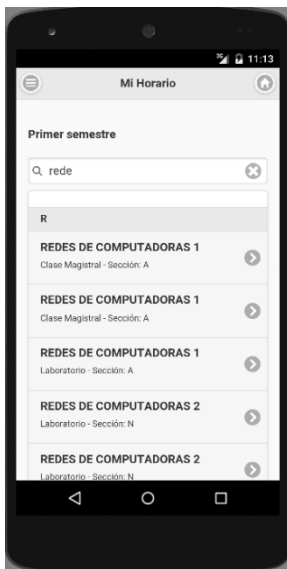 3G 11:13
Mi Horario
Primer semestre
rede
R
REDES DE COMPUTADORAS 1
Clase Magistral - Sección: A
REDES DE COMPUTADORAS 1
Clase Magistral - Sección: A
REDES DE COMPUTADORAS 1
Laboratorio - Sección: A
REDES DE COMPUTADORAS 2
Laboratorio - Sección: N
REDES DE COMPUTADORAS 2
Laboratorio - Sección: N